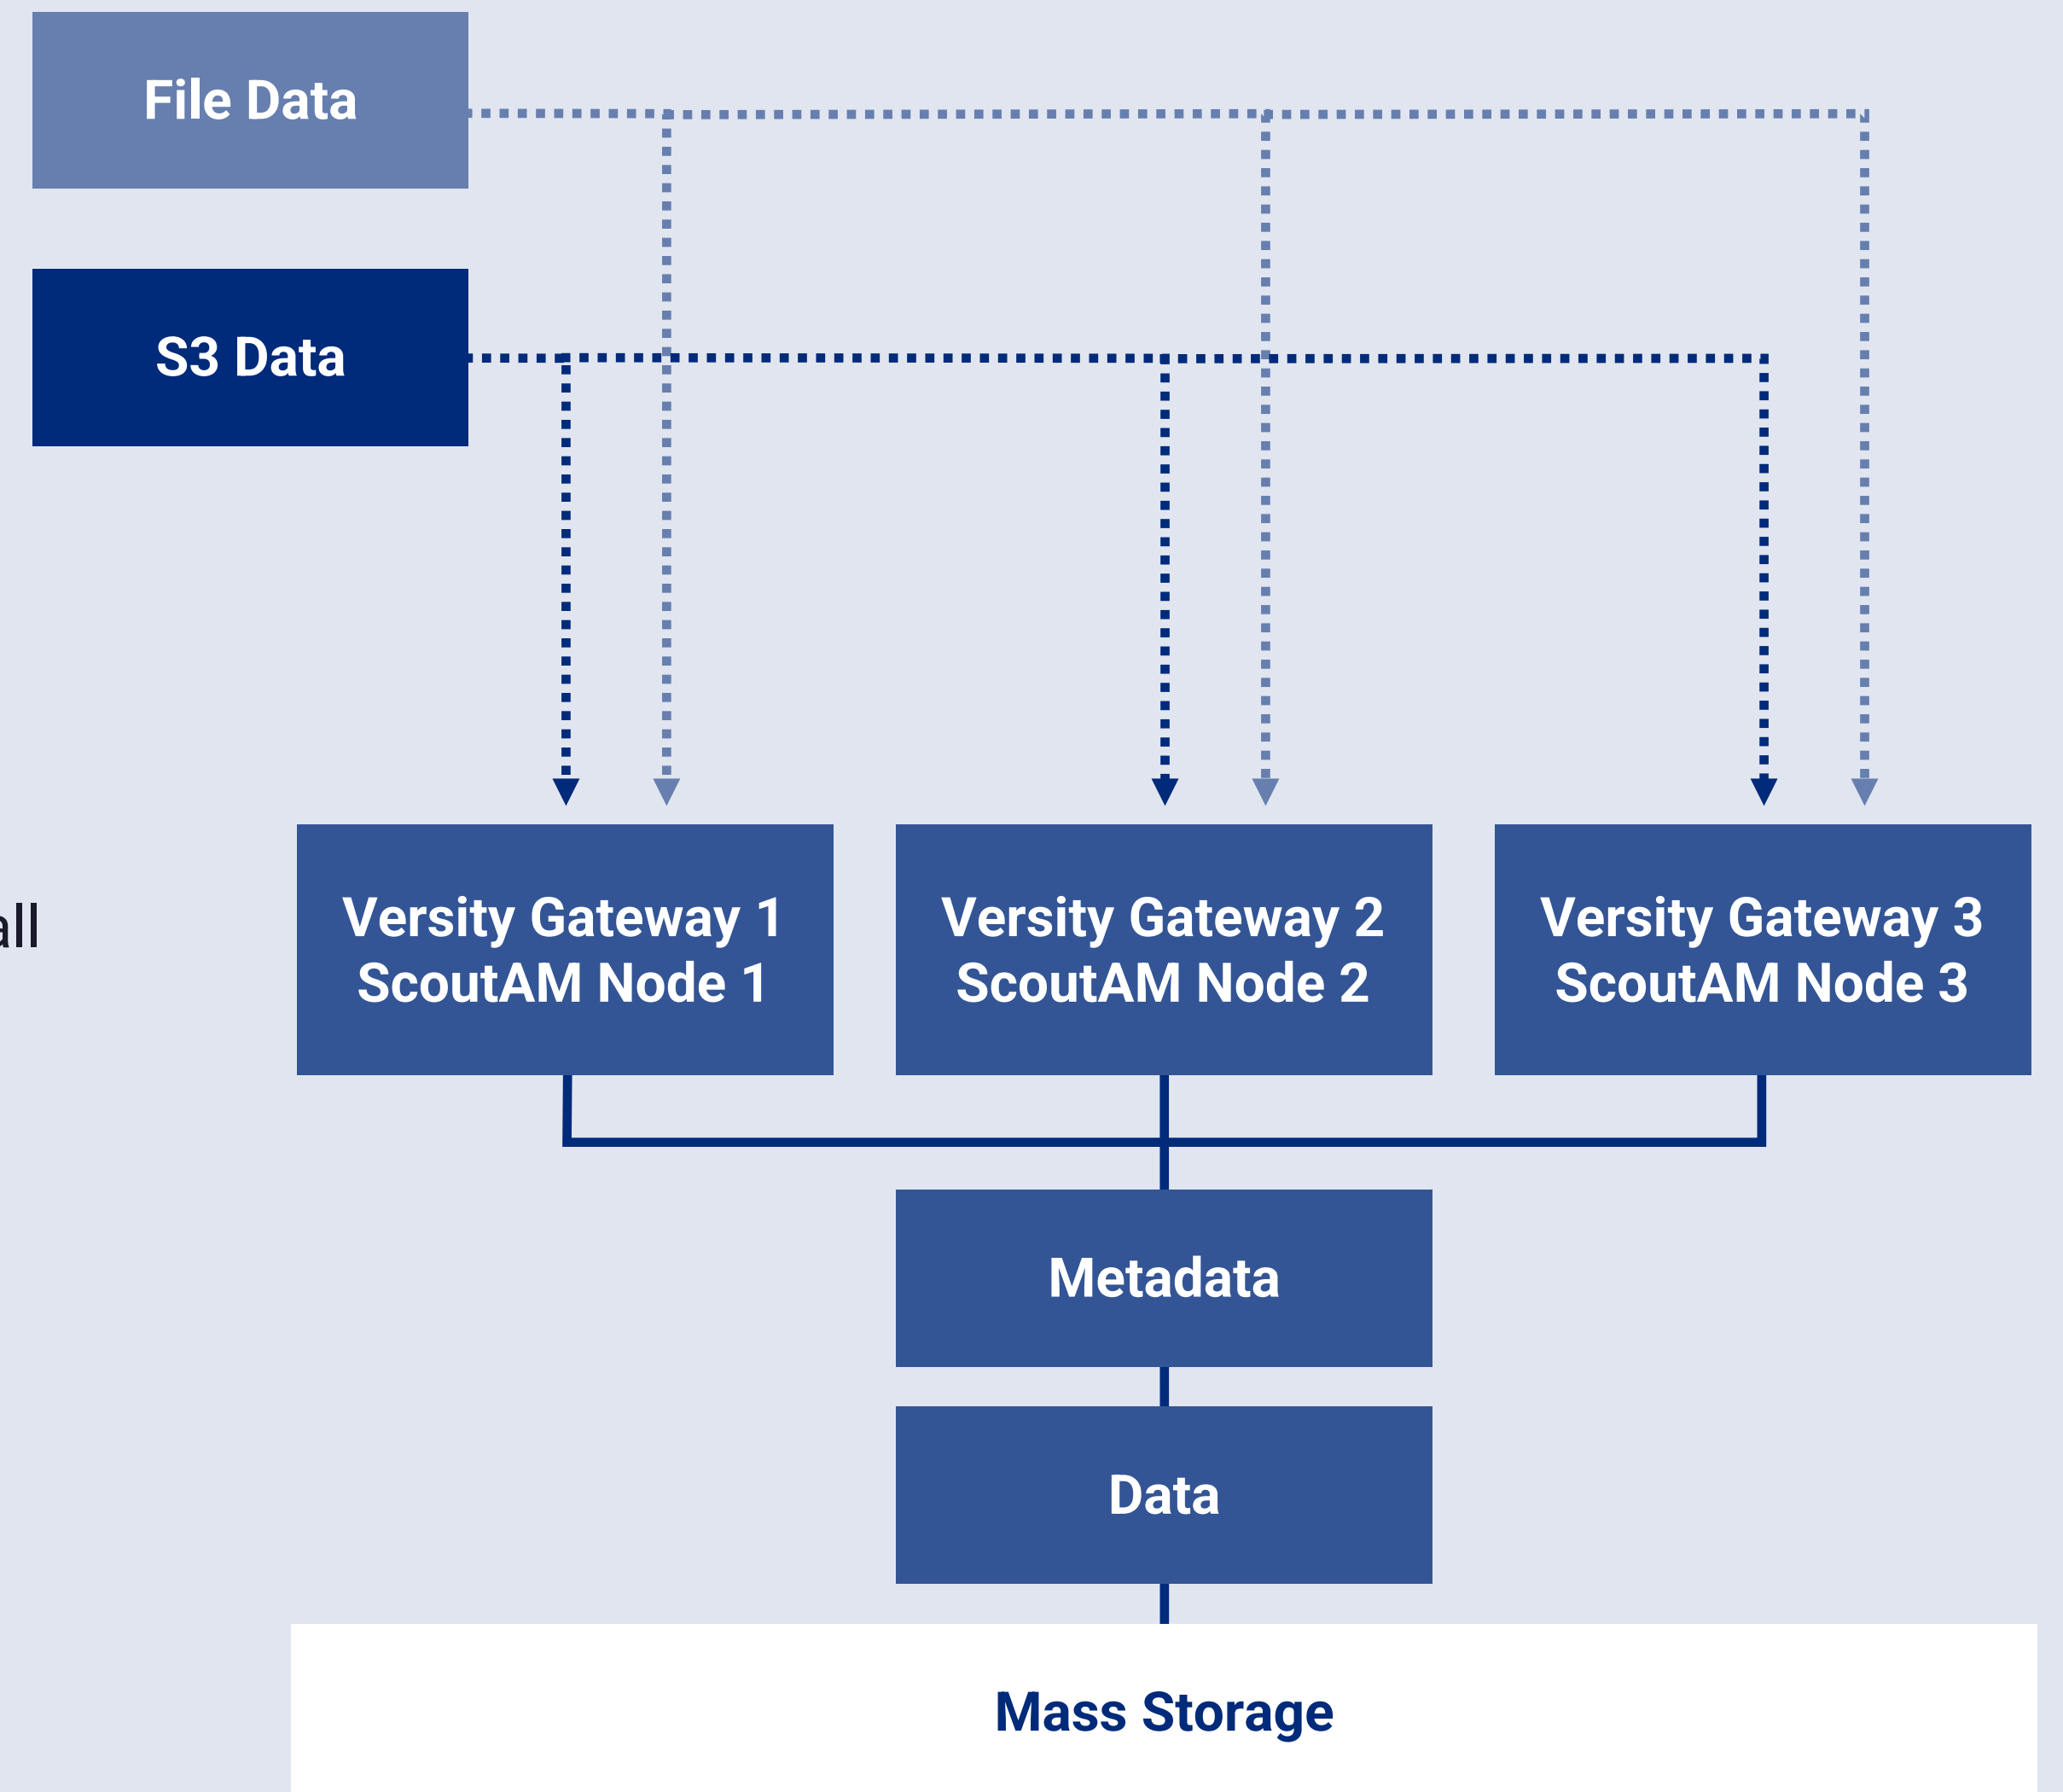 File Data
S3 Data
all
Versity Gateway 1
ScoutAM Node 1
Versity Gateway 2
ScoutAM Node 2
Versity Gateway 3
ScoutAM Node 3
Metadata
Data
Mass Storage